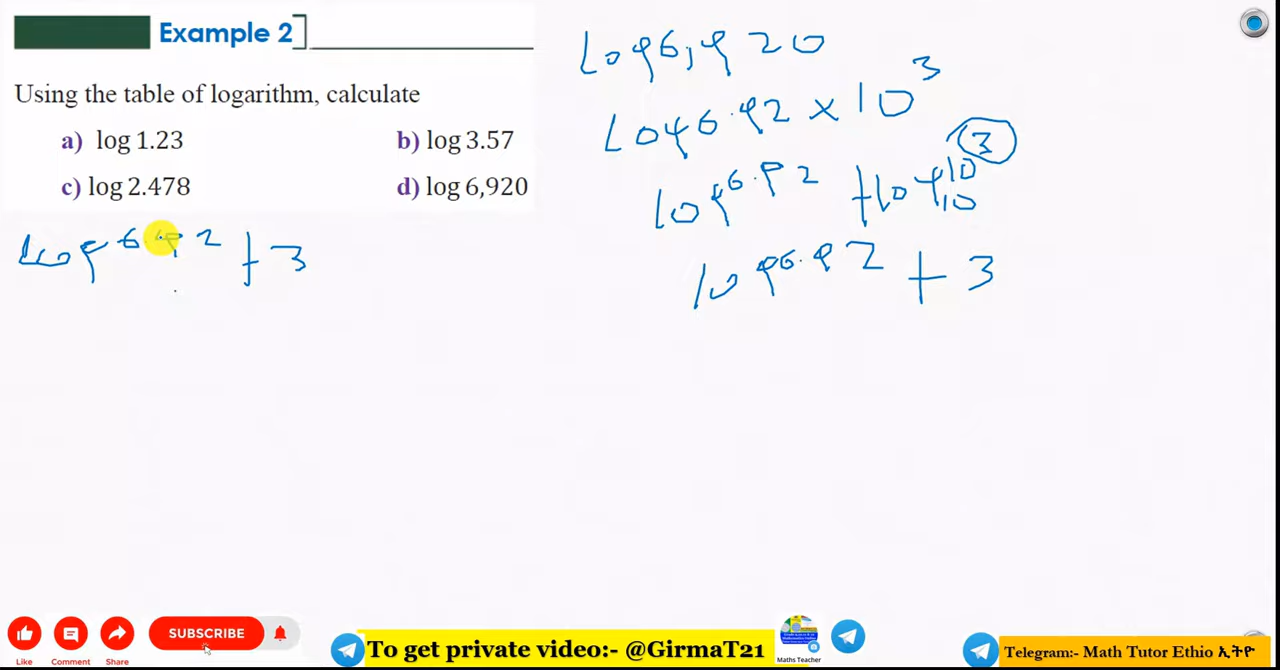 Example 2
Using the table of logarithm, calculate
a) log 1.23 b) log 3.57
c) log 2.478 d) log 6,920
log 6.92 + 3
log 6,920
log 6.92 × 10³
log 6.92 + log₁₀10³
log 6.92 + 3
Like Comment Share SUBSCRIBE
To get private video:- @GirmaT21
Maths Teacher
Telegram:- Math Tutor Ethio ኢትዮ